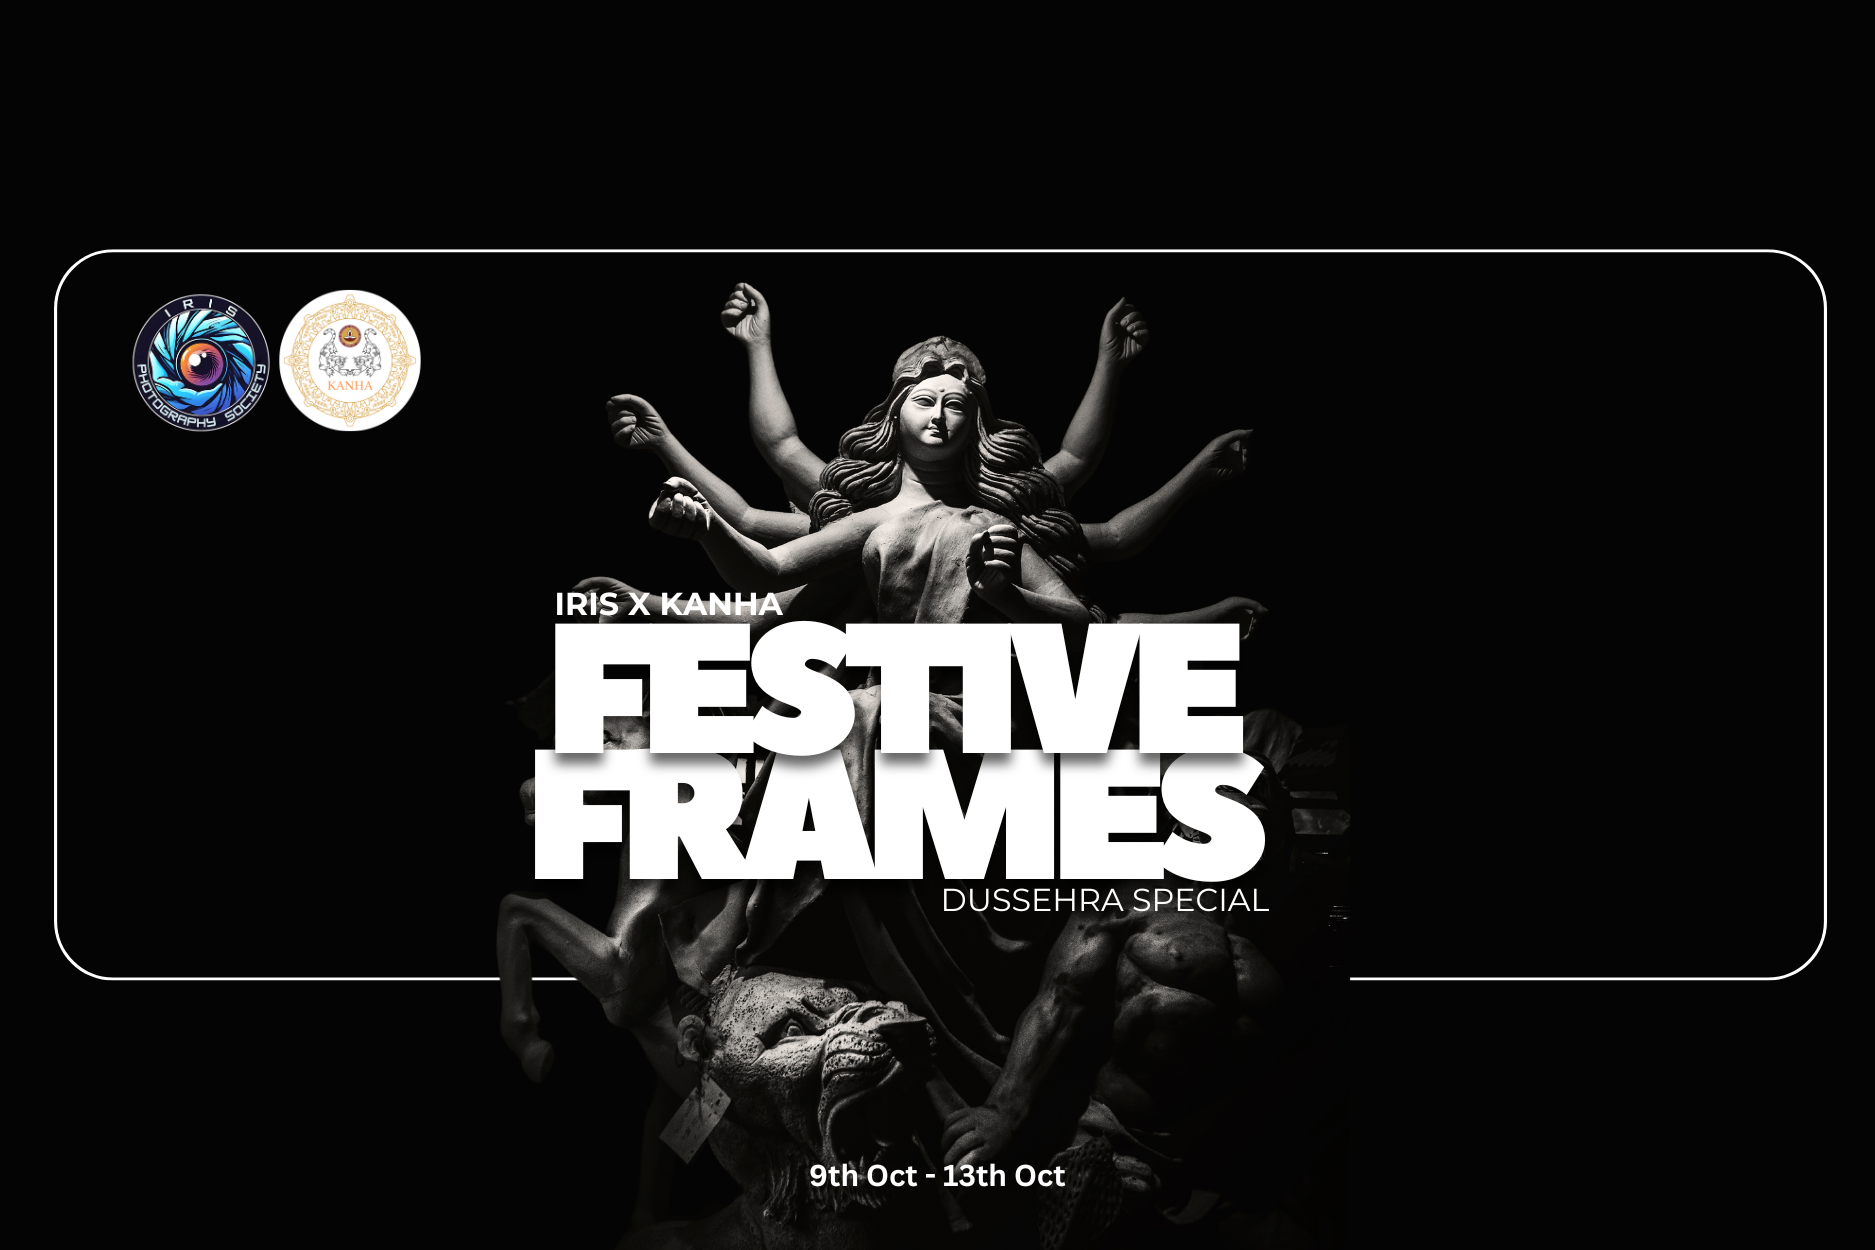 IRIS
PHOTOGRAPHY SOCIETY
KANHA
IRIS X KANHA
FESTIVE
FRAMES
DUSSEHRA SPECIAL
9th Oct - 13th Oct